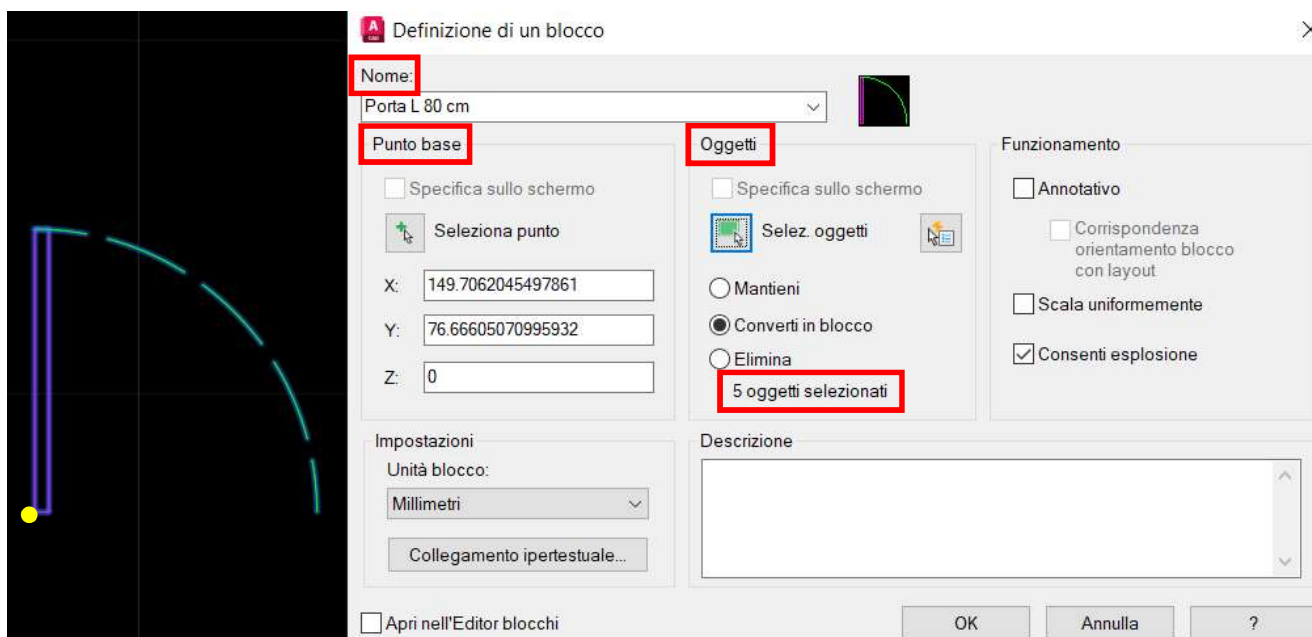 A
CAD
Definizione di un blocco
Nome:
Porta L 80 cm
Punto base
Specifica sullo schermo
Seleziona punto
X: 149.7062045497861
Y: 76.66605070995932
Z: 0
Oggetti
Specifica sullo schermo
Selez. oggetti
Mantieni
Converti in blocco
Elimina
5 oggetti selezionati
Funzionamento
Annotativo
Corrispondenza
orientamento blocco
con layout
Scala uniformemente
Consenti esplosione
Impostazioni
Unità blocco:
Millimetri
Collegamento ipertestuale...
Descrizione
Apri nell'Editor blocchi
OK
Annulla
?